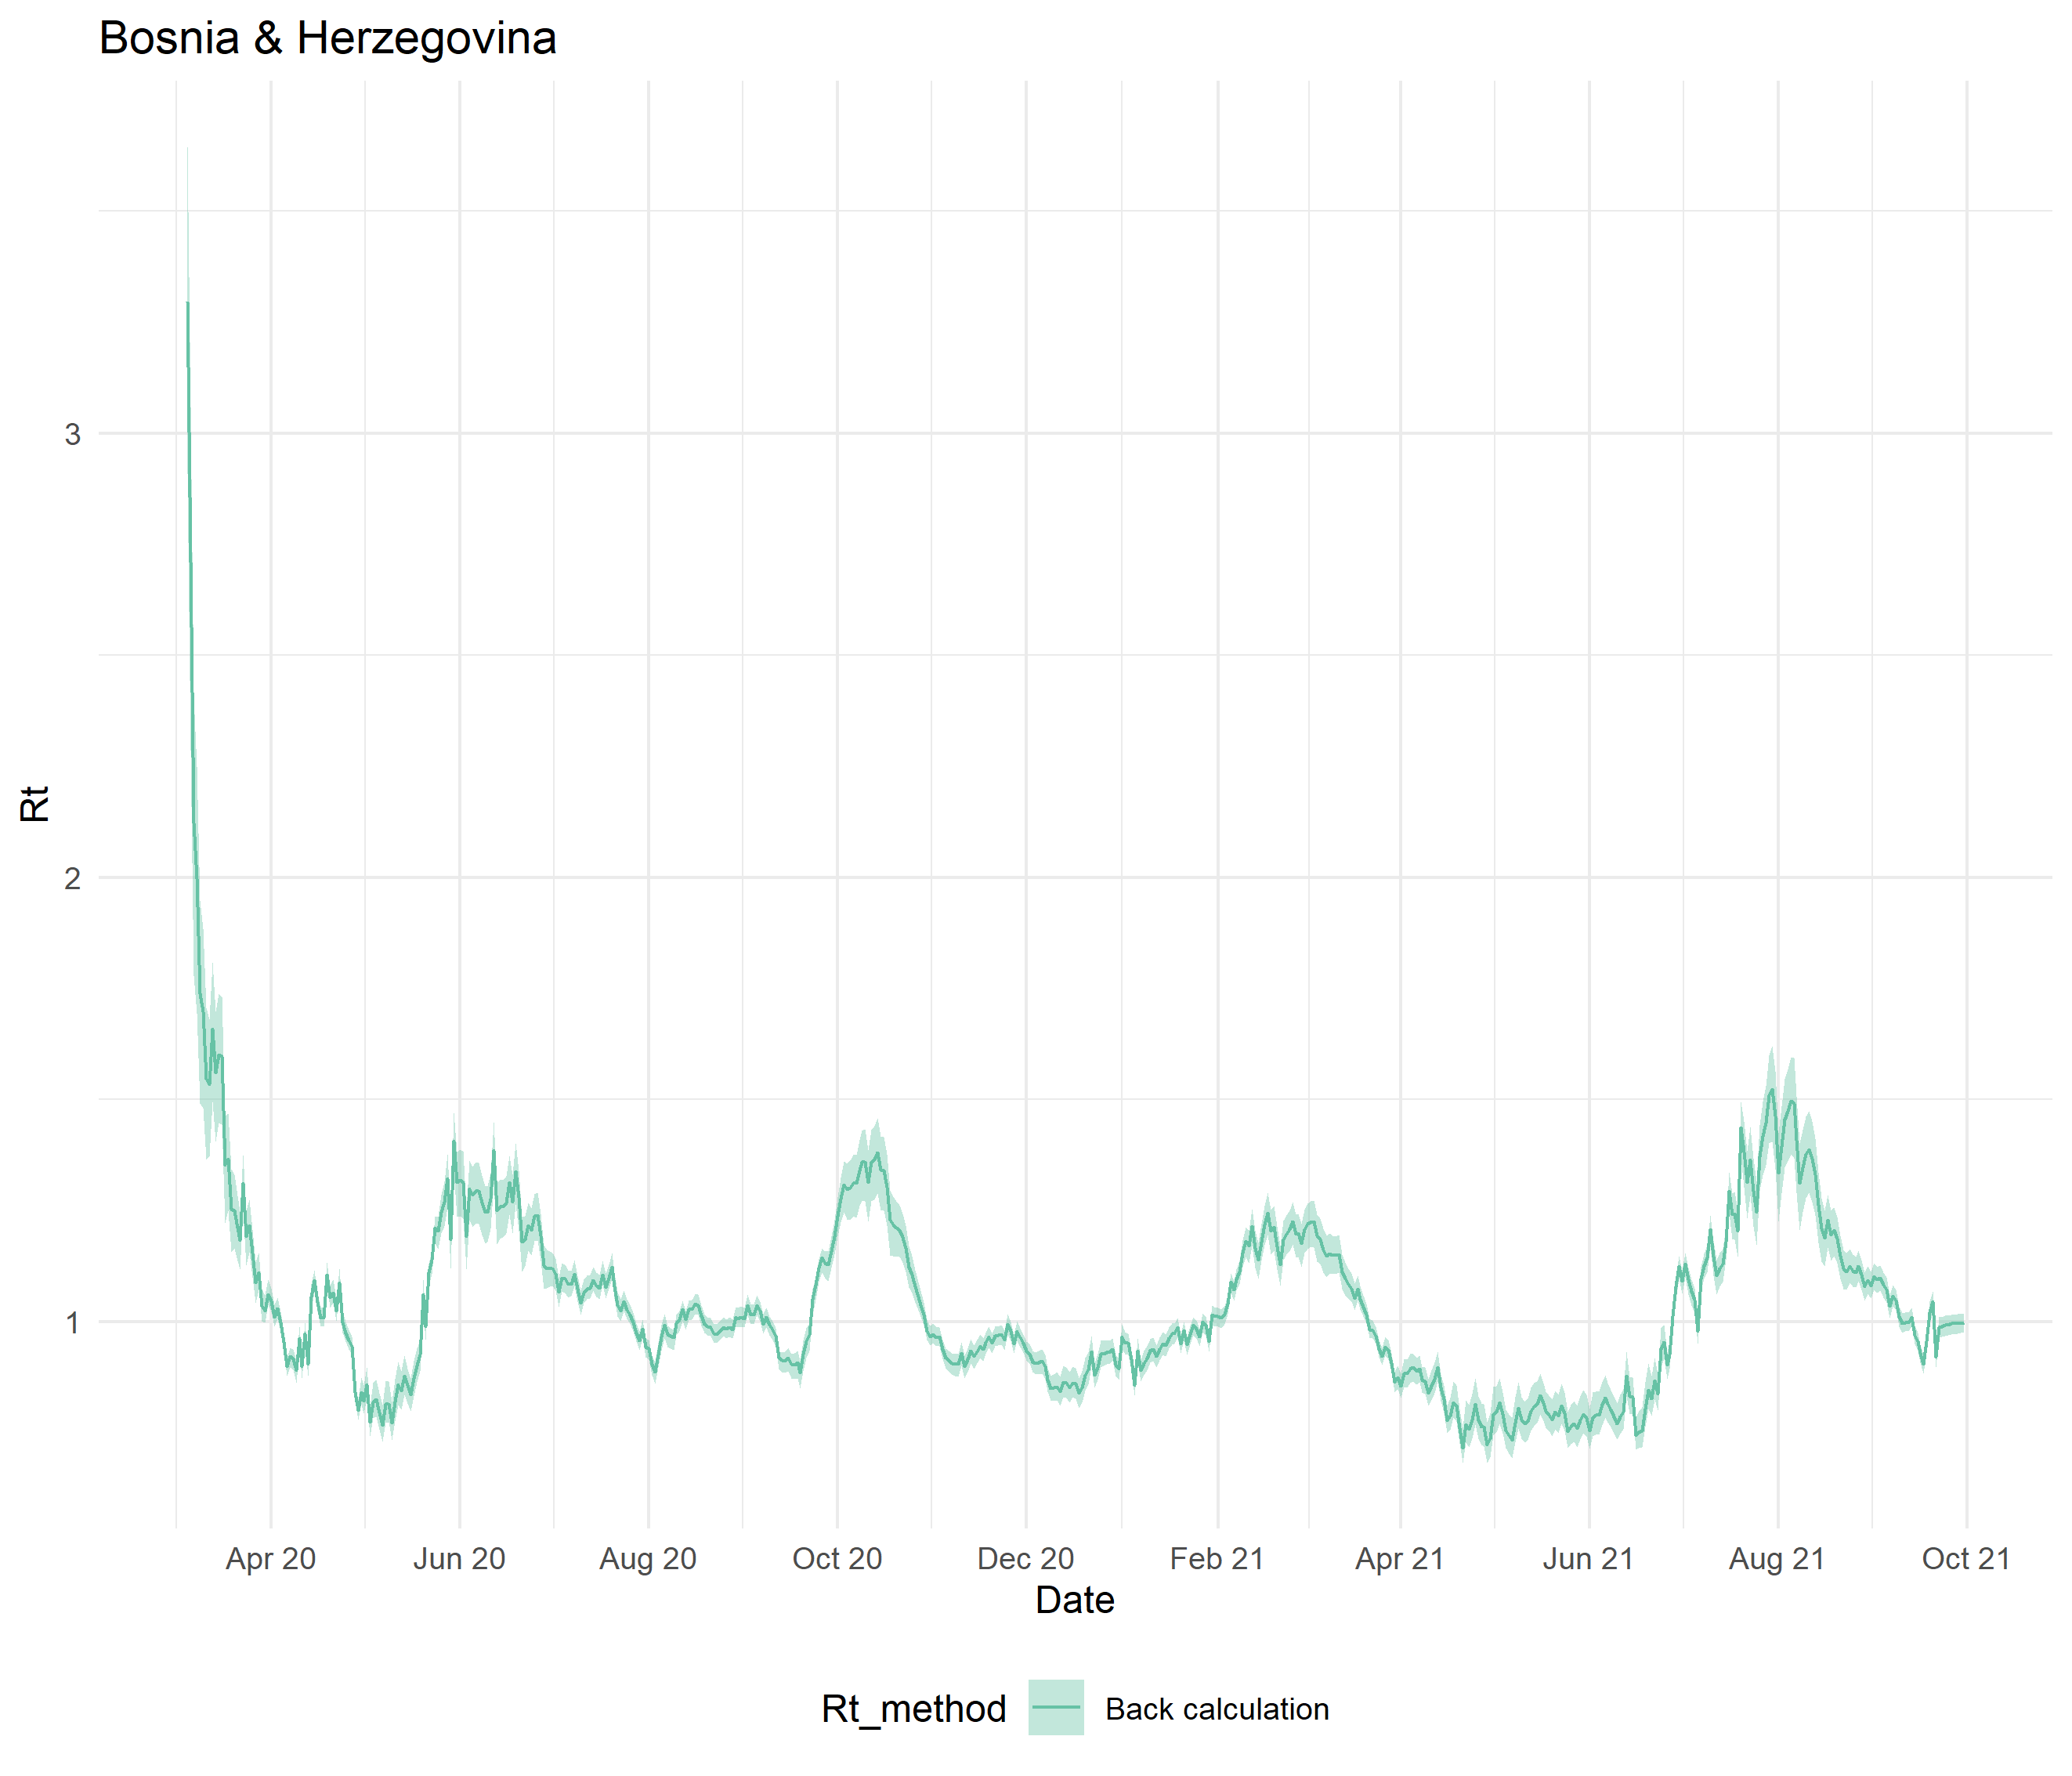 Bosnia & Herzegovina
Rt
3
2
1
Apr 20 Jun 20 Aug 20 Oct 20 Dec 20 Feb 21 Apr 21 Jun 21 Aug 21 Oct 21
Date
Rt_method Back calculation